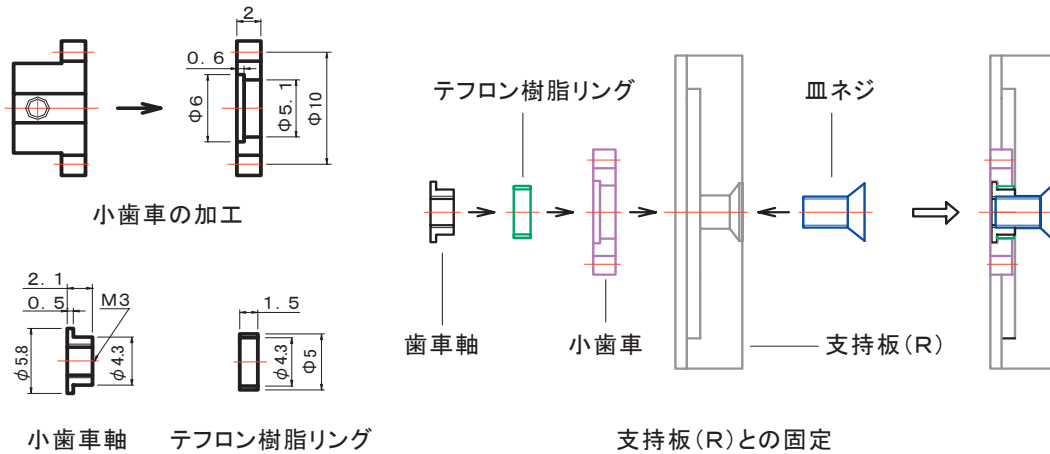 2
0.6
Φ6
Φ5.1
Φ10
小歯車の加工
テフロン樹脂リング
皿ネジ
歯車軸
小歯車
支持板(R)
2.1
0.5
M3
φ5.8
φ4.3
小歯車軸
1.5
φ4.3
Φ5
テフロン樹脂リング
支持板(R)との固定